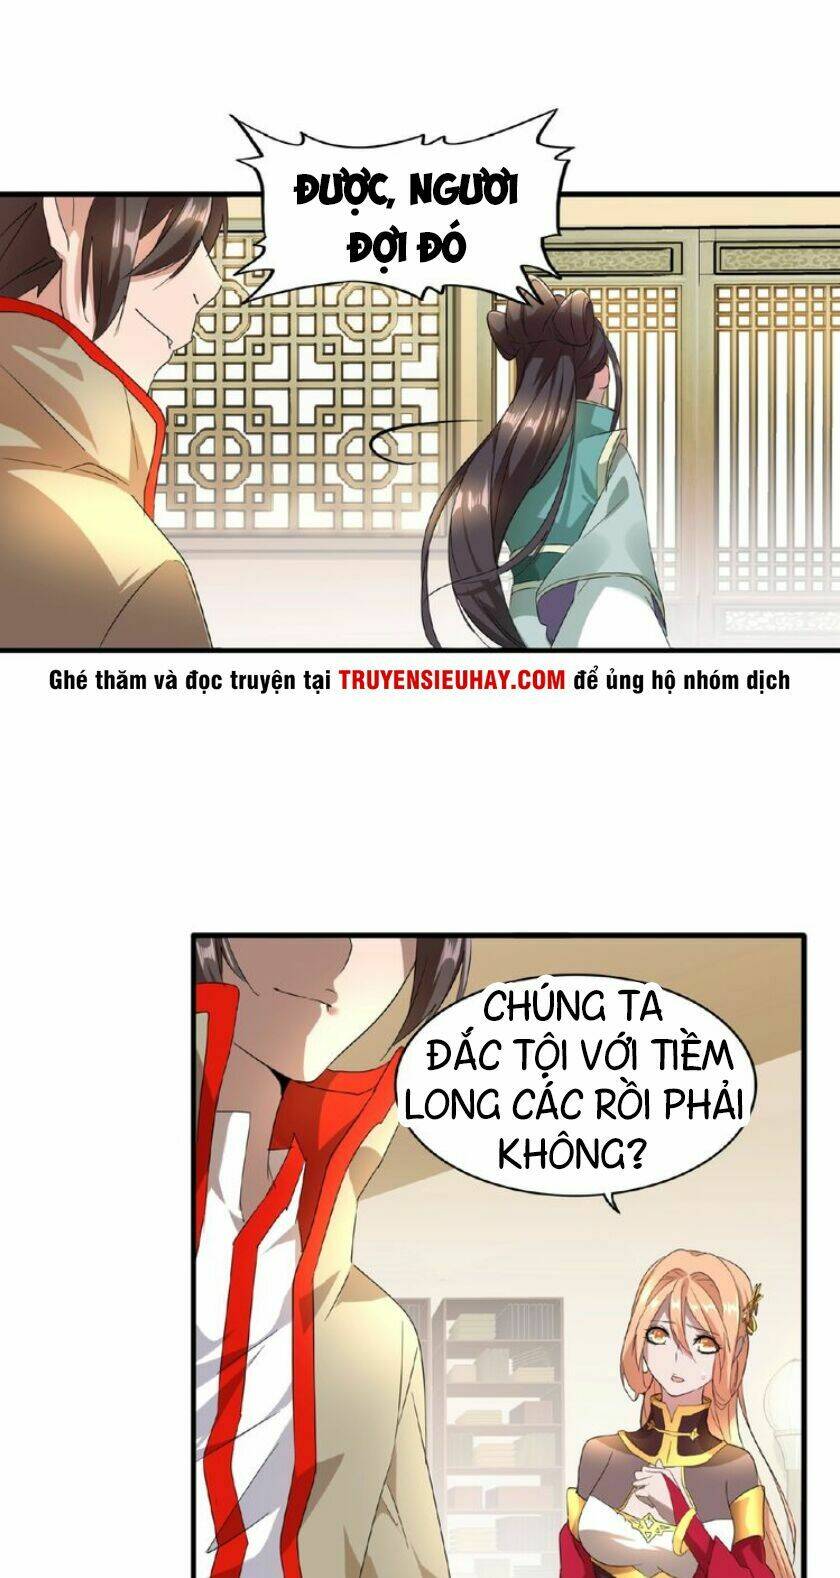 ĐƯỢC, NGƯƠI
ĐỢI ĐÓ
Ghé thăm và đọc truyện tại TRUYENSIEUHAY.COM để ủng hộ nhóm dịch
CHÚNG TA
ĐẮC TỘI VỚI TIỀM
LONG CÁC RỒI PHẢI
KHÔNG?